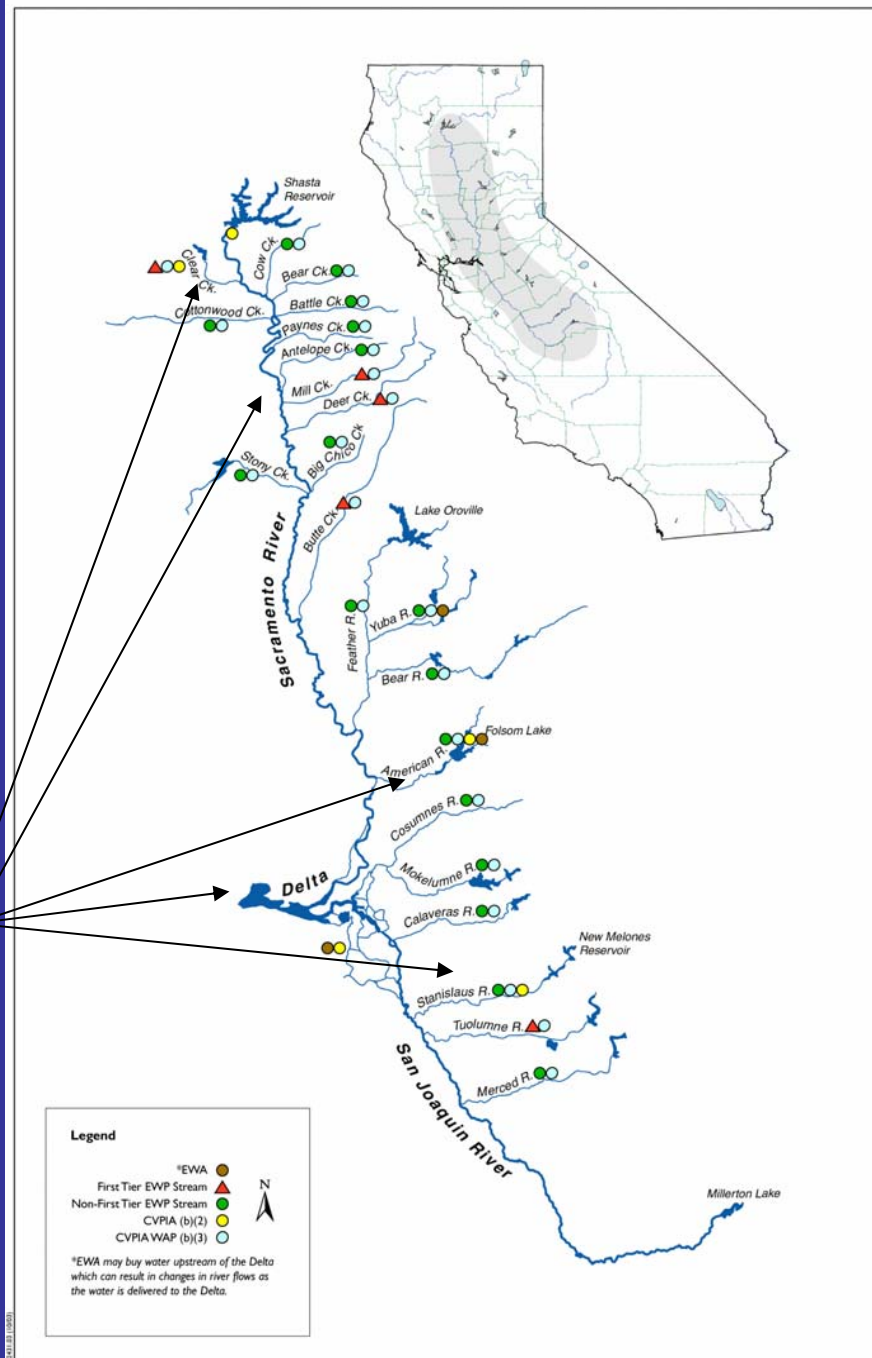 Shasta
Reservoir
Cow Ck.
Clear Ck.
Bear Ck.
Cottonwood Ck.
Battle Ck.
Paynes Ck.
Antelope Ck.
Mill Ck.
Deer Ck.
Big Chico Ck
Stony Ck.
Butte Ck.
Lake Oroville
Sacramento River
Feather R.
Yuba R.
Bear R.
Folsom Lake
American R.
Cosumnes R.
Mokelumne R.
Delta
Calaveras R.
New Melones
Reservoir
Stanislaus R.
Tuolumne R.
Merced R.
San Joaquin River
Millerton Lake
Legend
*EWA
First Tier EWP Stream
Non-First Tier EWP Stream
CVPIA (b)(2)
CVPIA WAP (b)(3)
N
*EWA may buy water upstream of the Delta
which can result in changes in river flows as
the water is delivered to the Delta.